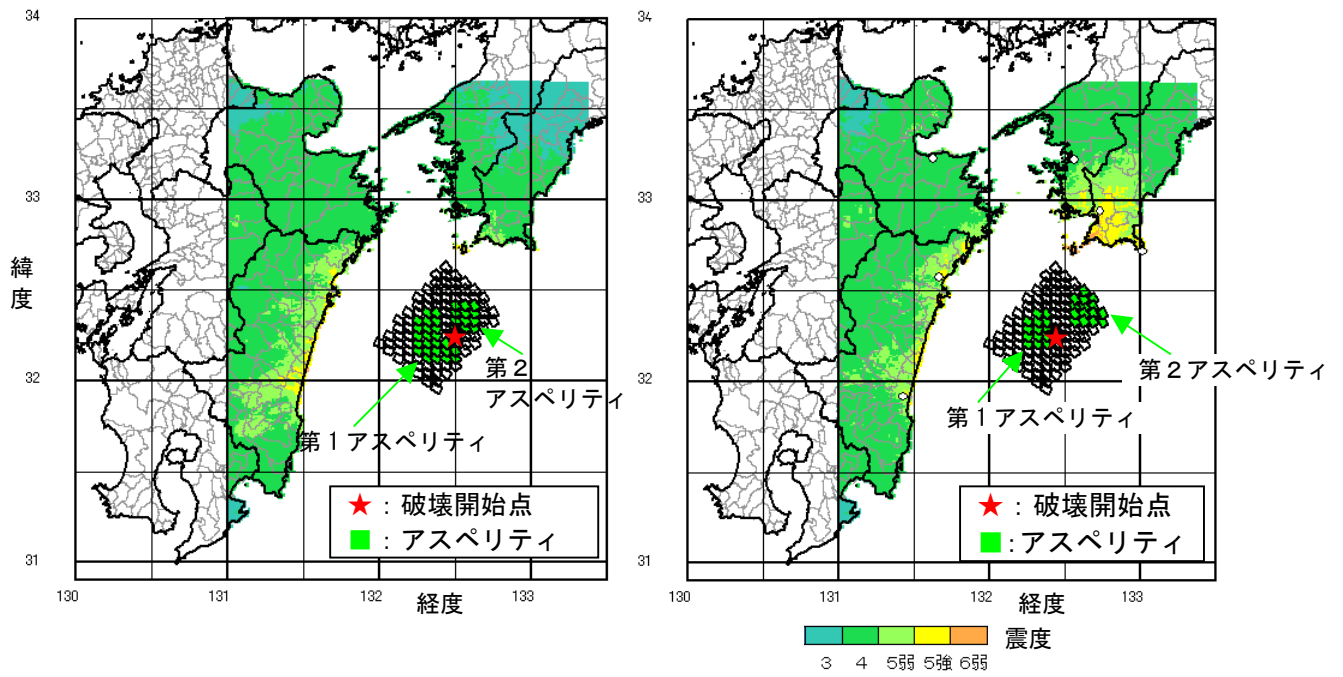 34
33
32
31
緯
度
130
131
132
133
経度
第1アスペリティ
第2
アスペリティ
★：破壊開始点
■：アスペリティ
34
33
32
31
130
131
132
133
経度
第1アスペリティ
第2アスペリティ
★：破壊開始点
■：アスペリティ
3 4 5弱 5強 6弱 震度